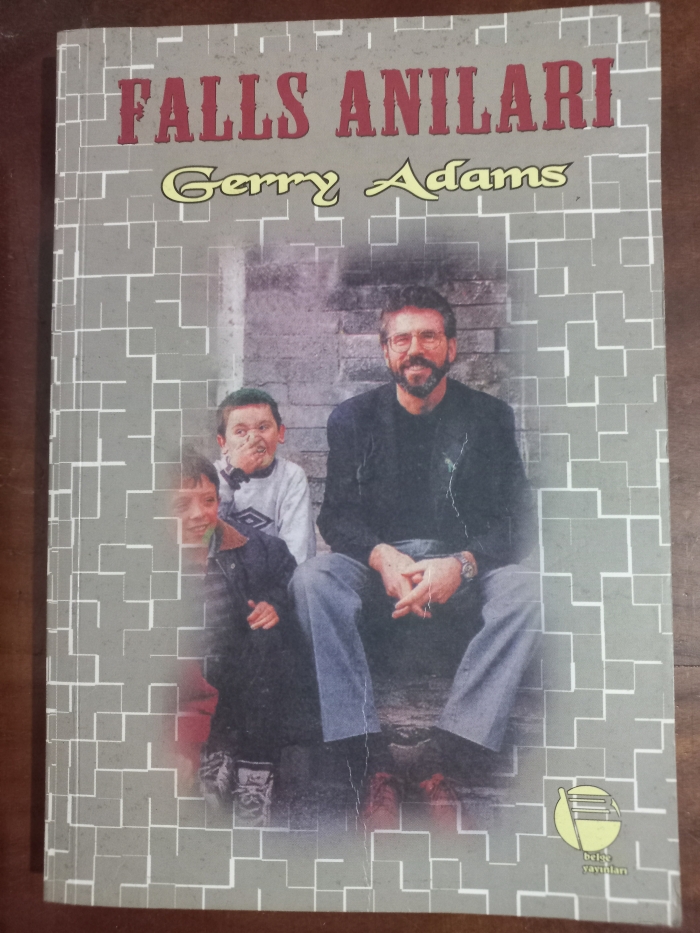 FALLS ANILARI
Gerry Adams
belge
yayınları